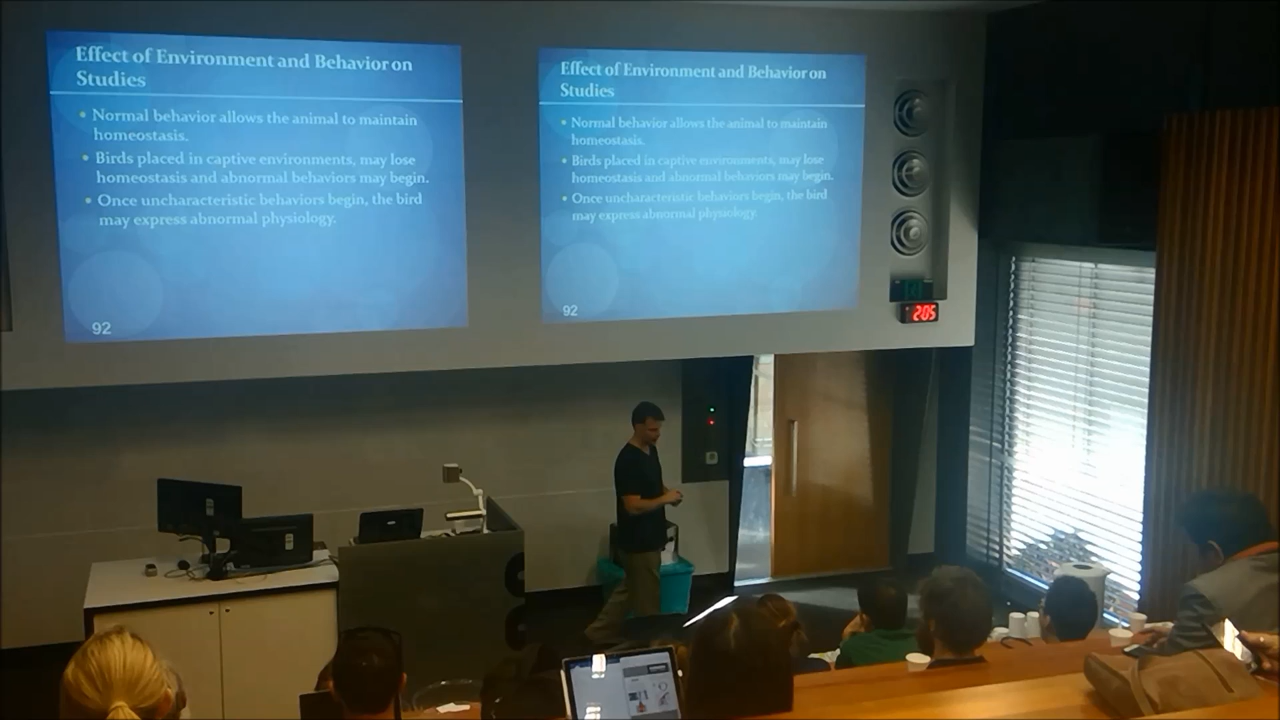 Effect of Environment and Behavior on
Studies
• Normal behavior allows the animal to maintain
homeostasis.
• Birds placed in captive environments, may lose
homeostasis and abnormal behaviors may begin.
• Once uncharacteristic behaviors begin, the bird
may express abnormal physiology.
92
Effect of Environment and Behavior on
Studies
• Normal behavior allows the animal to maintain
homeostasis.
• Birds placed in captive environments, may lose
homeostasis and abnormal behaviors may begin.
• Once uncharacteristic behaviors begin, the bird
may express abnormal physiology.
92
2:05